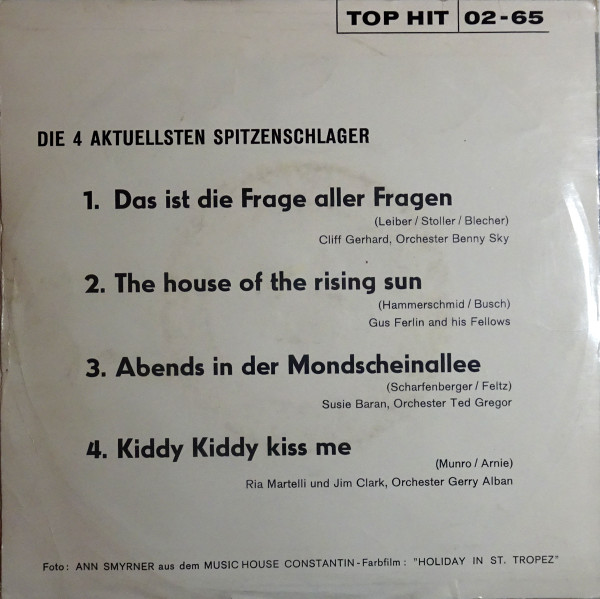 TOP HIT 02-65
DIE 4 AKTUELLSTEN SPITZENSCHLAGER
1. Das ist die Frage aller Fragen
(Leiber / Stoller / Blecher)
Cliff Gerhard, Orchester Benny Sky
2. The house of the rising sun
(Hammerschmid / Busch)
Gus Ferlin and his Fellows
3. Abends in der Mondscheinallee
(Scharfenberger / Feltz)
Susie Baran, Orchester Ted Gregor
4. Kiddy Kiddy kiss me
(Munro / Arnie)
Ria Martelli und Jim Clark, Orchester Gerry Alban
Foto: ANN SMYRNER aus dem MUSIC HOUSE CONSTANTIN-Farbfilm: "HOLIDAY IN ST. TROPEZ"